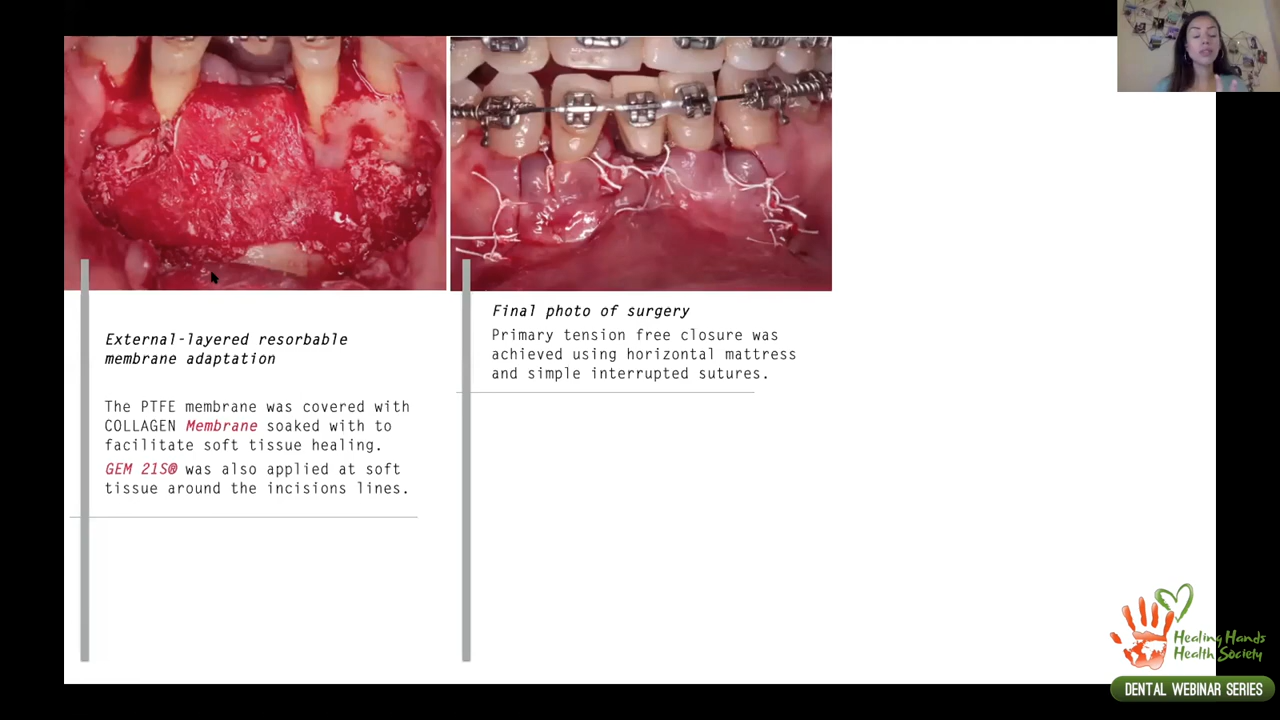 External-layered resorbable
membrane adaptation
The PTFE membrane was covered with
COLLAGEN Membrane soaked with to
facilitate soft tissue healing.
GEM 21S® was also applied at soft
tissue around the incisions lines.
Final photo of surgery
Primary tension free closure was
achieved using horizontal mattress
and simple interrupted sutures.
Healing Hands
Health Society
DENTAL WEBINAR SERIES